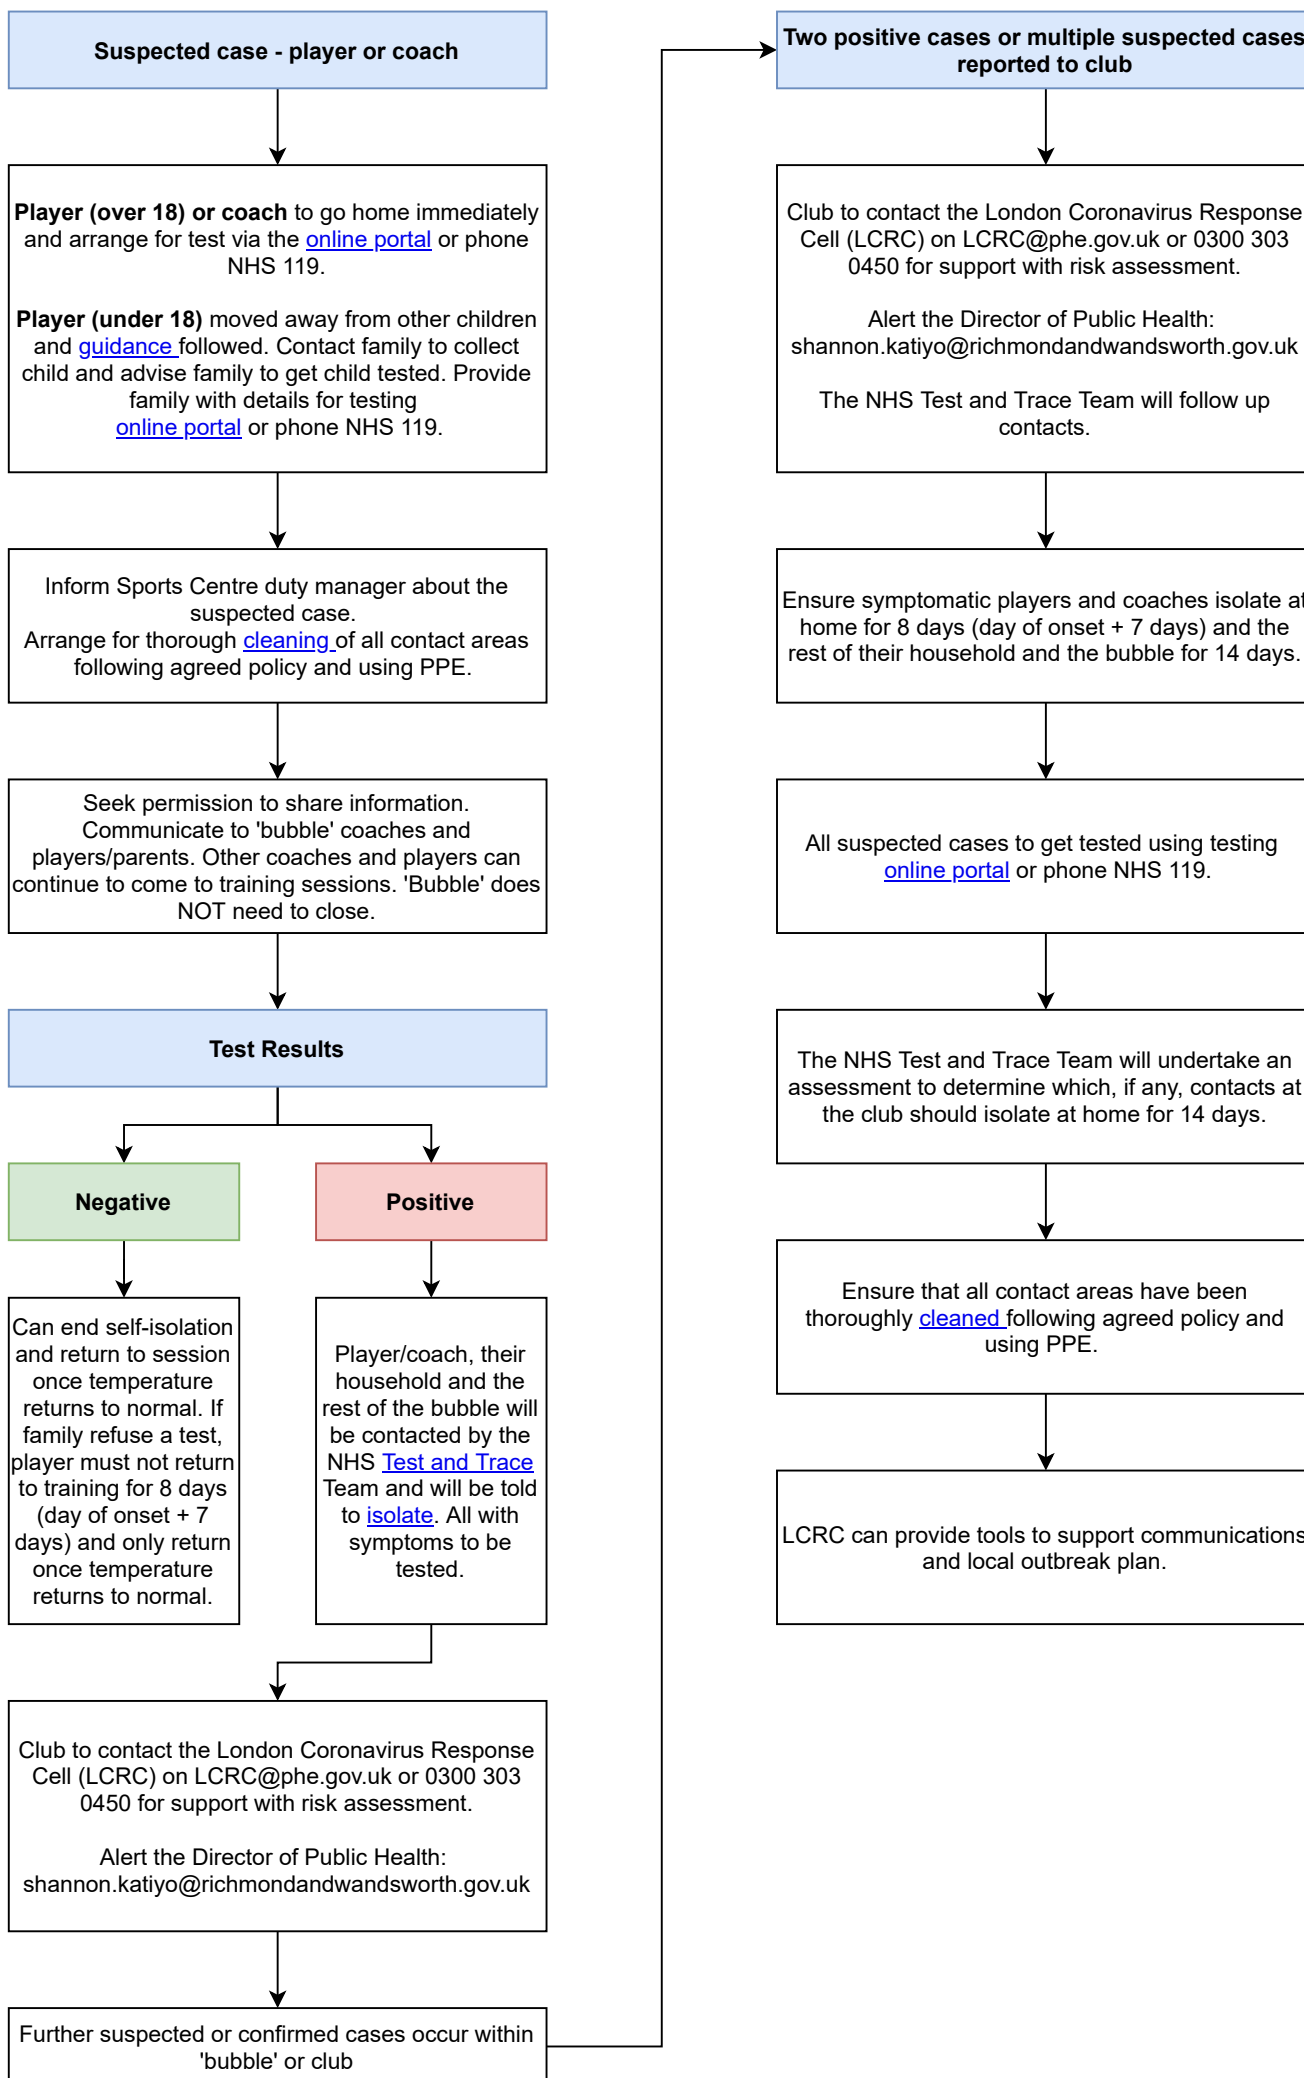 Suspected case - player or coach
Player (over 18) or coach to go home immediately
and arrange for test via the online portal or phone
NHS 119.
Player (under 18) moved away from other children
and guidance followed. Contact family to collect
child and advise family to get child tested. Provide
family with details for testing
online portal or phone NHS 119.
Inform Sports Centre duty manager about the
suspected case.
Arrange for thorough cleaning of all contact areas
following agreed policy and using PPE.
Seek permission to share information.
Communicate to 'bubble' coaches and
players/parents. Other coaches and players can
continue to come to training sessions. 'Bubble' does
NOT need to close.
Test Results
Negative
Can end self-isolation
and return to session
once temperature
returns to normal. If
family refuse a test,
player must not return
to training for 8 days
(day of onset + 7
days) and only return
once temperature
returns to normal.
Positive
Player/coach, their
household and the
rest of the bubble will
be contacted by the
NHS Test and Trace
Team and will be told
to isolate. All with
symptoms to be
tested.
Club to contact the London Coronavirus Response
Cell (LCRC) on LCRC@phe.gov.uk or 0300 303
0450 for support with risk assessment.
Alert the Director of Public Health:
shannon.katiyo@richmondandwandsworth.gov.uk
Further suspected or confirmed cases occur within
'bubble' or club
Two positive cases or multiple suspected cases
reported to club
Club to contact the London Coronavirus Response
Cell (LCRC) on LCRC@phe.gov.uk or 0300 303
0450 for support with risk assessment.
Alert the Director of Public Health:
shannon.katiyo@richmondandwandsworth.gov.uk
The NHS Test and Trace Team will follow up
contacts.
Ensure symptomatic players and coaches isolate at
home for 8 days (day of onset + 7 days) and the
rest of their household and the bubble for 14 days.
All suspected cases to get tested using testing
online portal or phone NHS 119.
The NHS Test and Trace Team will undertake an
assessment to determine which, if any, contacts at
the club should isolate at home for 14 days.
Ensure that all contact areas have been
thoroughly cleaned following agreed policy and
using PPE.
LCRC can provide tools to support communications
and local outbreak plan.